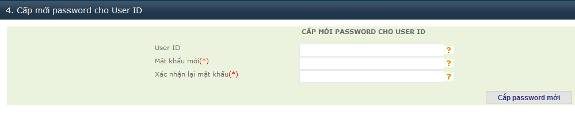 4. Cấp mới password cho User ID
CẤP MỚI PASSWORD CHO USER ID
User ID ?
Mật khẩu mới(*) ?
Xác nhận lại mật khẩu(*) ?
Cấp password mới